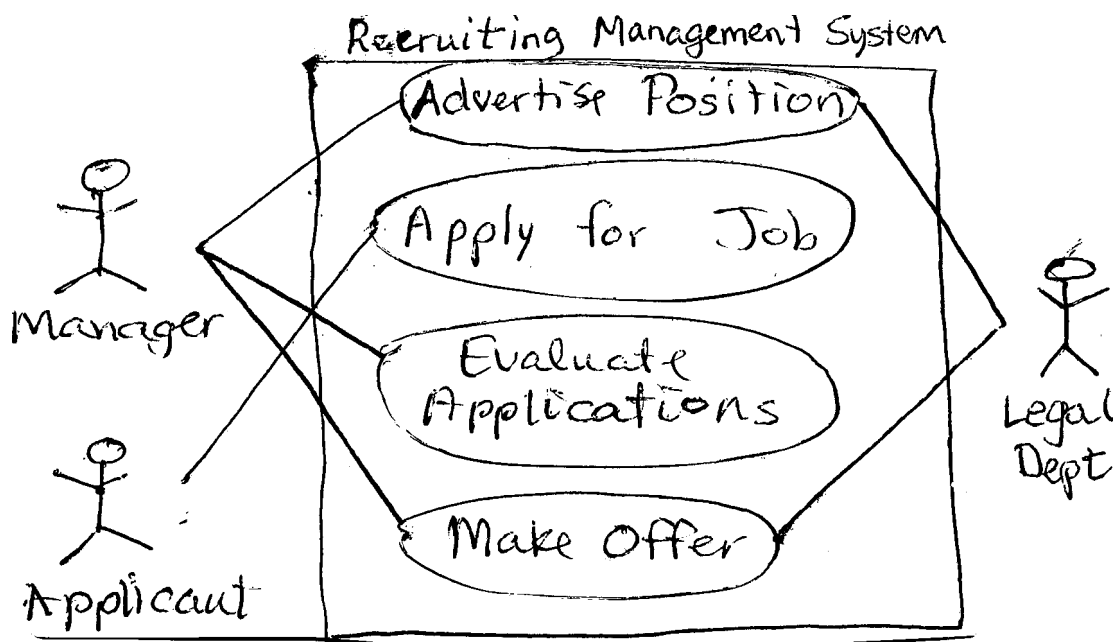 Recruiting Management System
Advertise Position
Apply for Job
Manager
Evaluate
Applications
Legal
Dept
Make Offer
Applicant